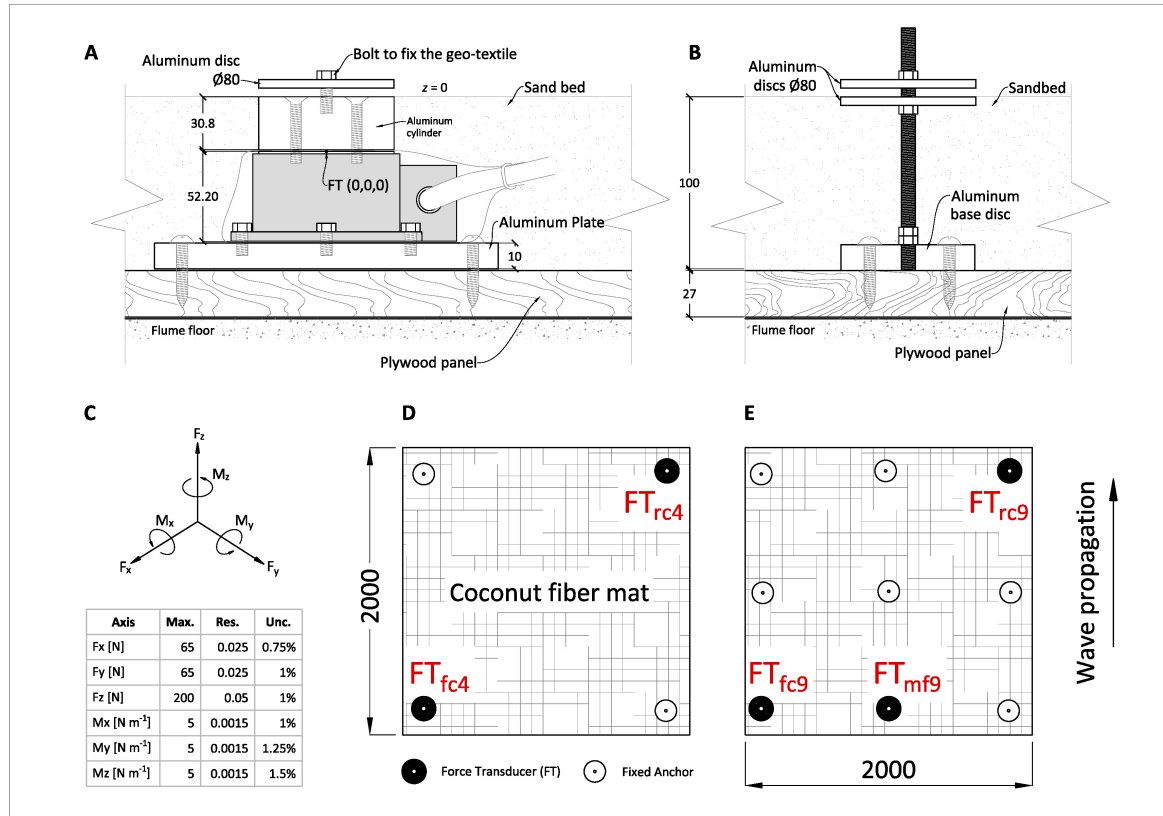 A
Bolt to fix the geo-textile
Aluminum disc
Ø80
z = 0
Sand bed
30.8
Aluminum
cylinder
FT (0,0,0)
52.20
Aluminum Plate
10
Flume floor
Plywood panel
B
Aluminum
discs Ø80
Sandbed
100
Aluminum
base disc
27
Flume floor
Plywood panel
C
Fz
Mz
Mx
My
Fx
Fy
Axis Max. Res. Unc.
Fx [N] 65 0.025 0.75%
Fy [N] 65 0.025 1%
Fz [N] 200 0.05 1%
Mx [N m⁻¹] 5 0.0015 1%
My [N m⁻¹] 5 0.0015 1.25%
Mz [N m⁻¹] 5 0.0015 1.5%
D
FTrc4
2000
Coconut fiber mat
FTfc4
E
FTrc9
FTfc9
FTmf9
2000
Wave propagation
Force Transducer (FT)
Fixed Anchor